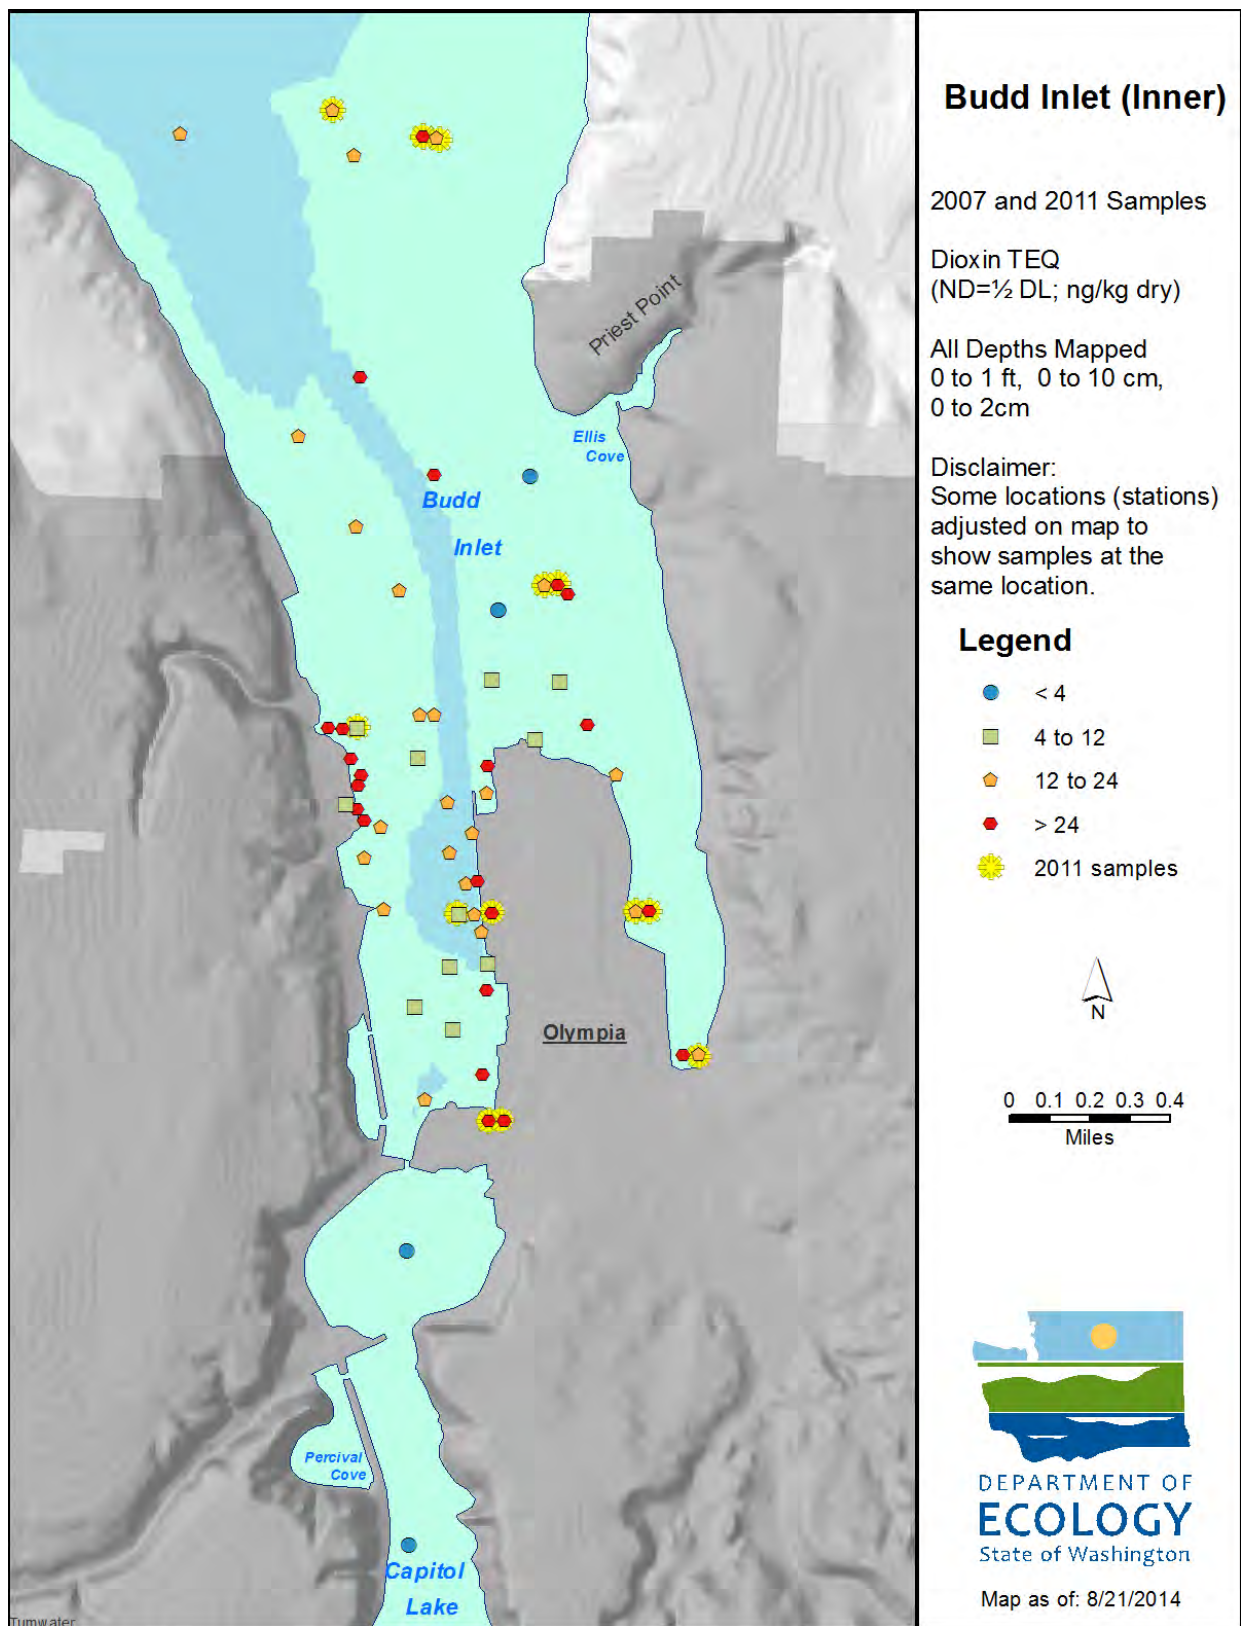 Budd Inlet (Inner)
2007 and 2011 Samples
Dioxin TEQ
(ND=½ DL; ng/kg dry)
All Depths Mapped
0 to 1 ft, 0 to 10 cm,
0 to 2cm
Disclaimer:
Some locations (stations)
adjusted on map to
show samples at the
same location.
Legend
< 4
4 to 12
12 to 24
> 24
2011 samples
N
0 0.1 0.2 0.3 0.4
Miles
DEPARTMENT OF
ECOLOGY
State of Washington
Map as of: 8/21/2014
Priest Point
Ellis
Cove
Budd
Inlet
Olympia
Percival
Cove
Capitol
Lake
Tumwater